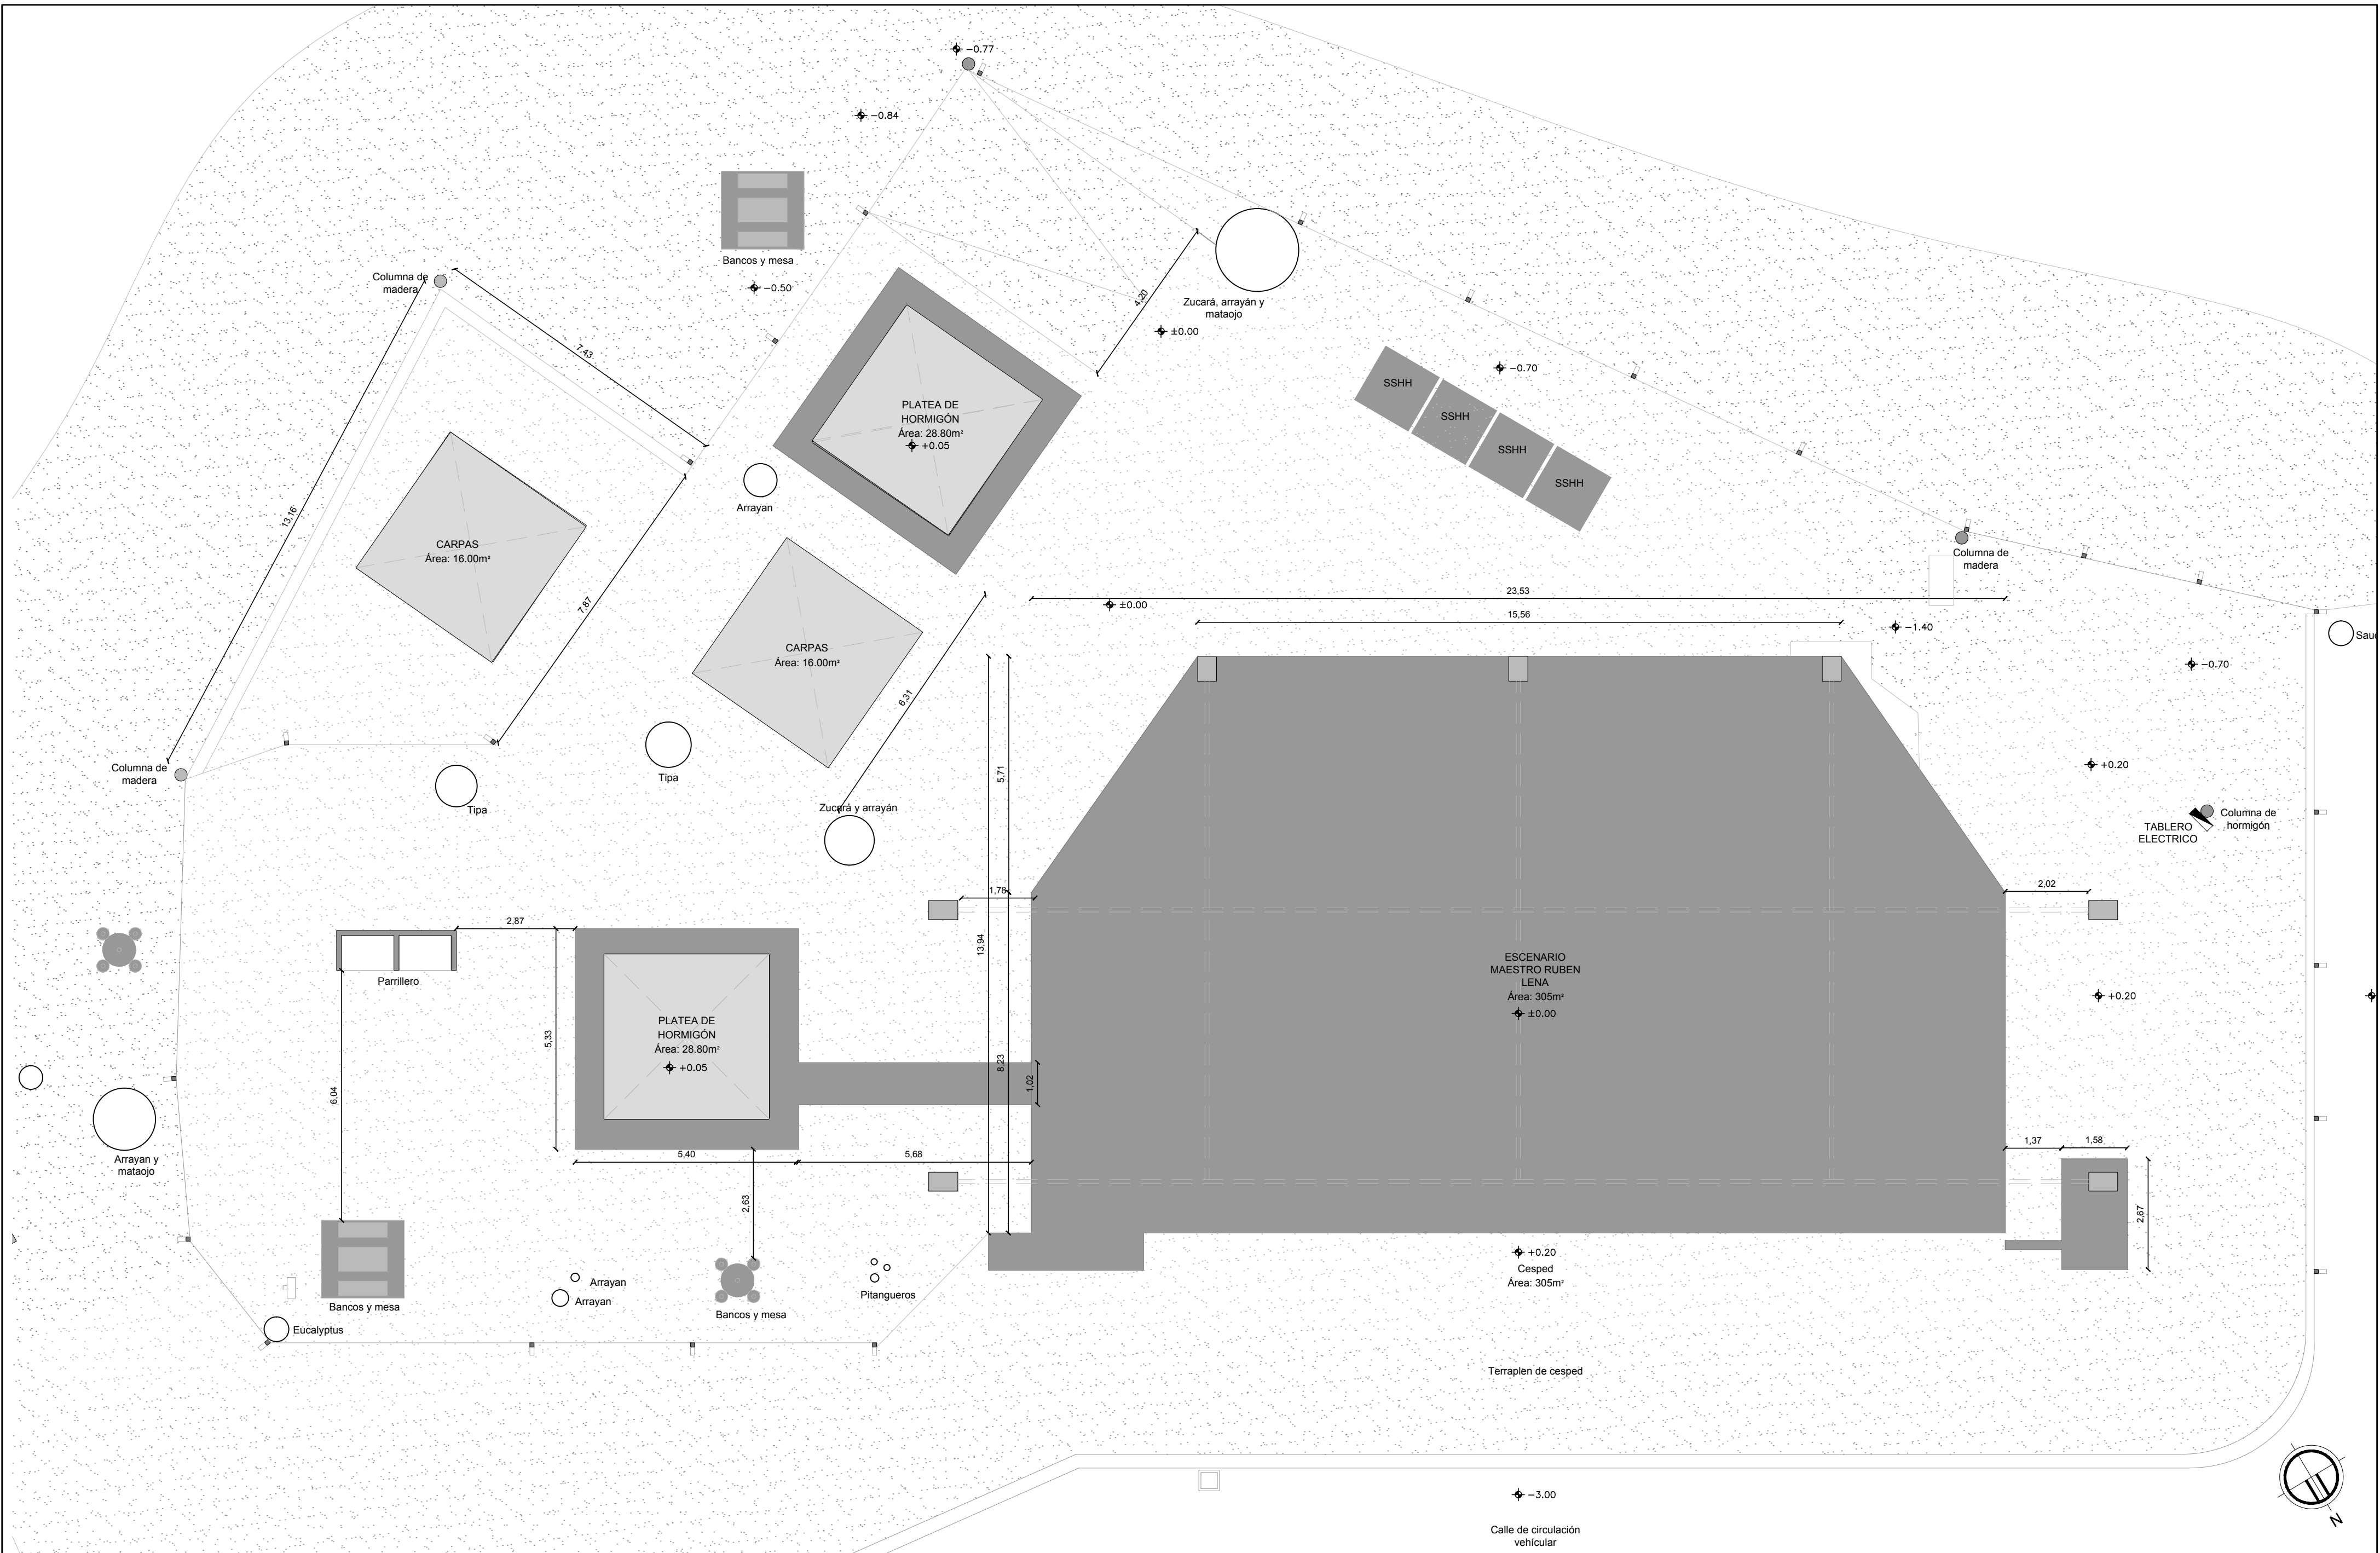 -0.77
-0.84
Bancos y mesa
-0.50
Columna de
madera
4,20
Zucará, arrayán y
mataojo
±0.00
7,43
-0.70
SSHH
SSHH
SSHH
SSHH
PLATEA DE
HORMIGÓN
Área: 28.80m²
+0.05
Arrayan
13,16
CARPAS
Área: 16.00m²
7,87
Columna de
madera
23,53
±0.00
15,56
-1.40
CARPAS
Área: 16.00m²
-0.70
6,31
Columna de
madera
Tipa
5,71
+0.20
Tipa
Zucará y arrayán
TABLERO
ELECTRICO
Columna de
hormigón
1,78
2,02
2,87
13,94
Parrillero
ESCENARIO
MAESTRO RUBEN
LENA
Área: 305m²
±0.00
+0.20
PLATEA DE
HORMIGÓN
Área: 28.80m²
+0.05
5,33
6,04
8,23
1,02
Arrayan y
mataojo
5,40
5,68
1,37
1,58
2,63
2,67
+0.20
Cesped
Área: 305m²
Arrayan
Arrayan
Pitangueros
Bancos y mesa
Bancos y mesa
Eucalyptus
Terraplen de cesped
-3.00
Calle de circulación
vehícular
N